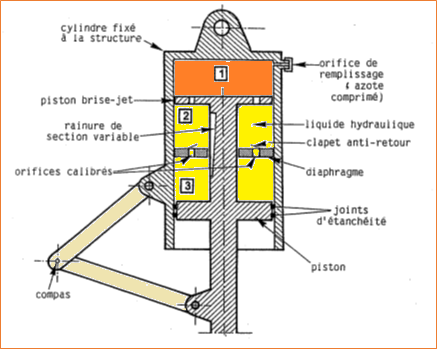 cylindre fixé
à la structure
1
orifice de
remplissage
( azote
comprimé)
piston brise-jet
2
rainure de
section variable
liquide hydraulique
clapet anti-retour
orifices calibrés
diaphragme
3
joints
d'étanchéité
piston
compas